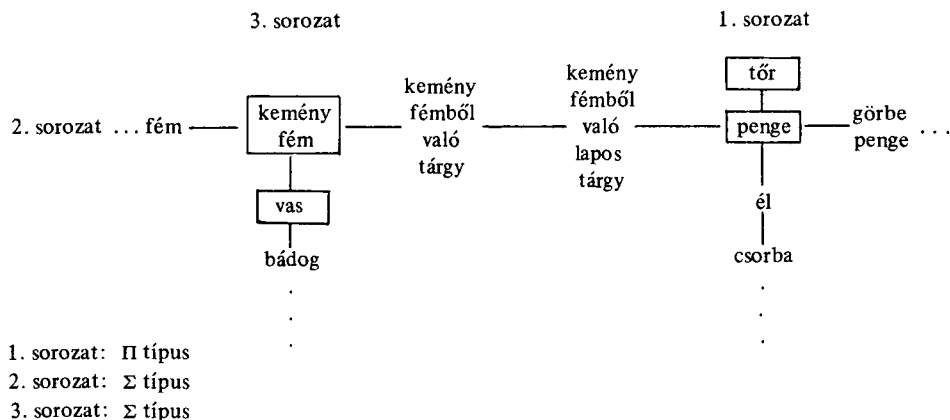 3. sorozat
1. sorozat
tőr
2. sorozat ... fém
kemény
fém
kemény
fémből
való
tárgy
kemény
fémből
való
lapos
tárgy
penge
görbe
penge ...
vas
él
bádog
csorba
1. sorozat: Π típus
2. sorozat: Σ típus
3. sorozat: Σ típus